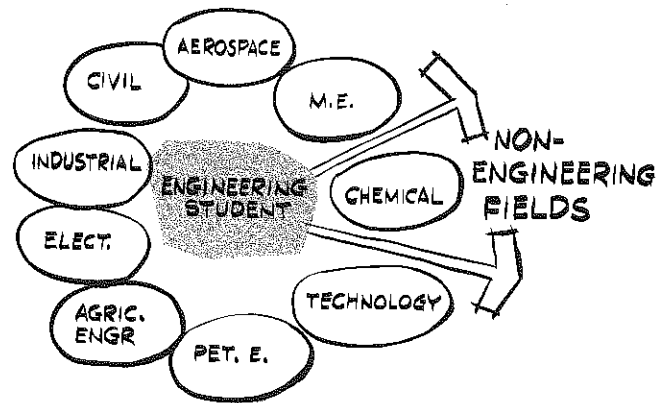 AEROSPACE
CIVIL
M.E.
INDUSTRIAL
ENGINEERING
STUDENT
CHEMICAL
NON-
ENGINEERING
FIELDS
ELECT.
AGRIC.
ENGR
PET. E.
TECHNOLOGY